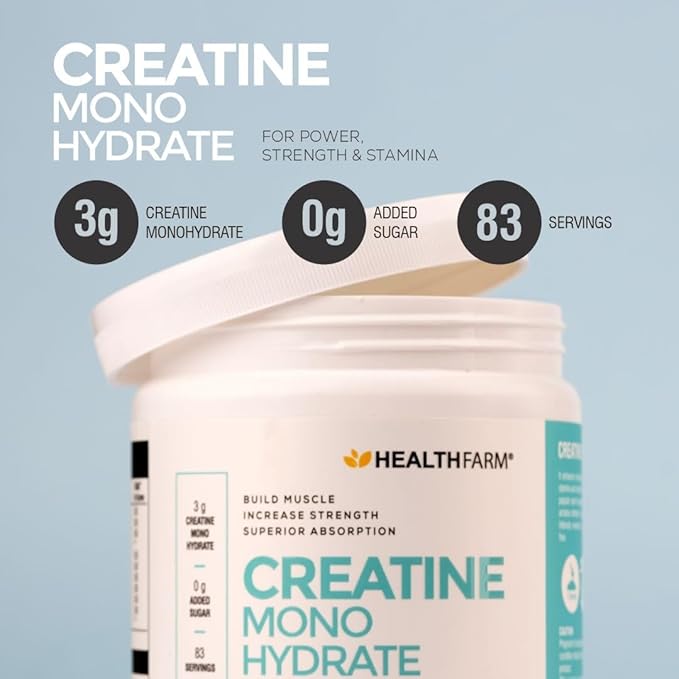 CREATINE
MONO
HYDRATE
FOR POWER,
STRENGTH & STAMINA
3g
CREATINE
MONOHYDRATE
0g
ADDED
SUGAR
83
SERVINGS
HEALTHFARM®
BUILD MUSCLE
INCREASE STRENGTH
SUPERIOR ABSORPTION
3 g
CREATINE
MONO
HYDRATE
0 g
ADDED
SUGAR
83
SERVINGS
CREATINE
MONO
HYDRATE